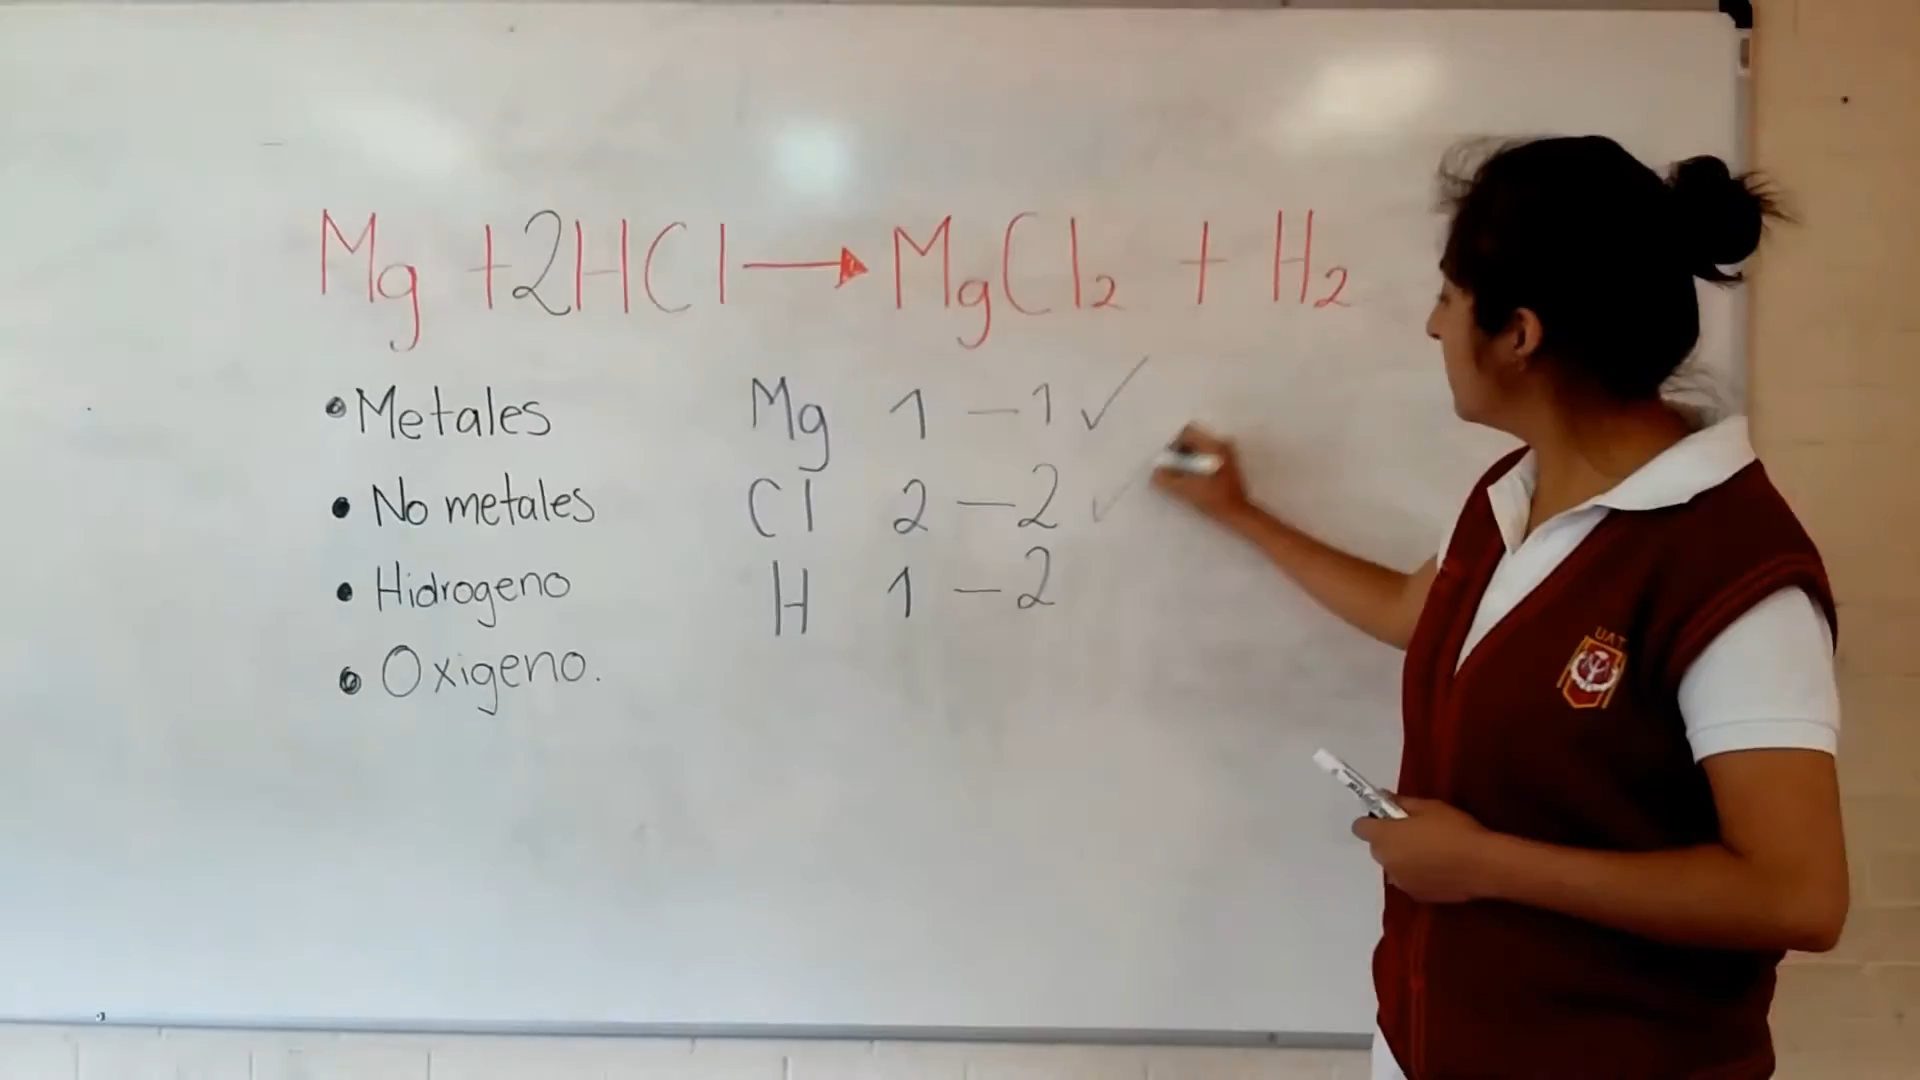 Mg + 2HCl → MgCl₂ + H₂
• Metales
• No metales
• Hidrogeno
• Oxigeno.
Mg 1 – 1 ✓
Cl 2 – 2 ✓
H 1 – 2
UAT